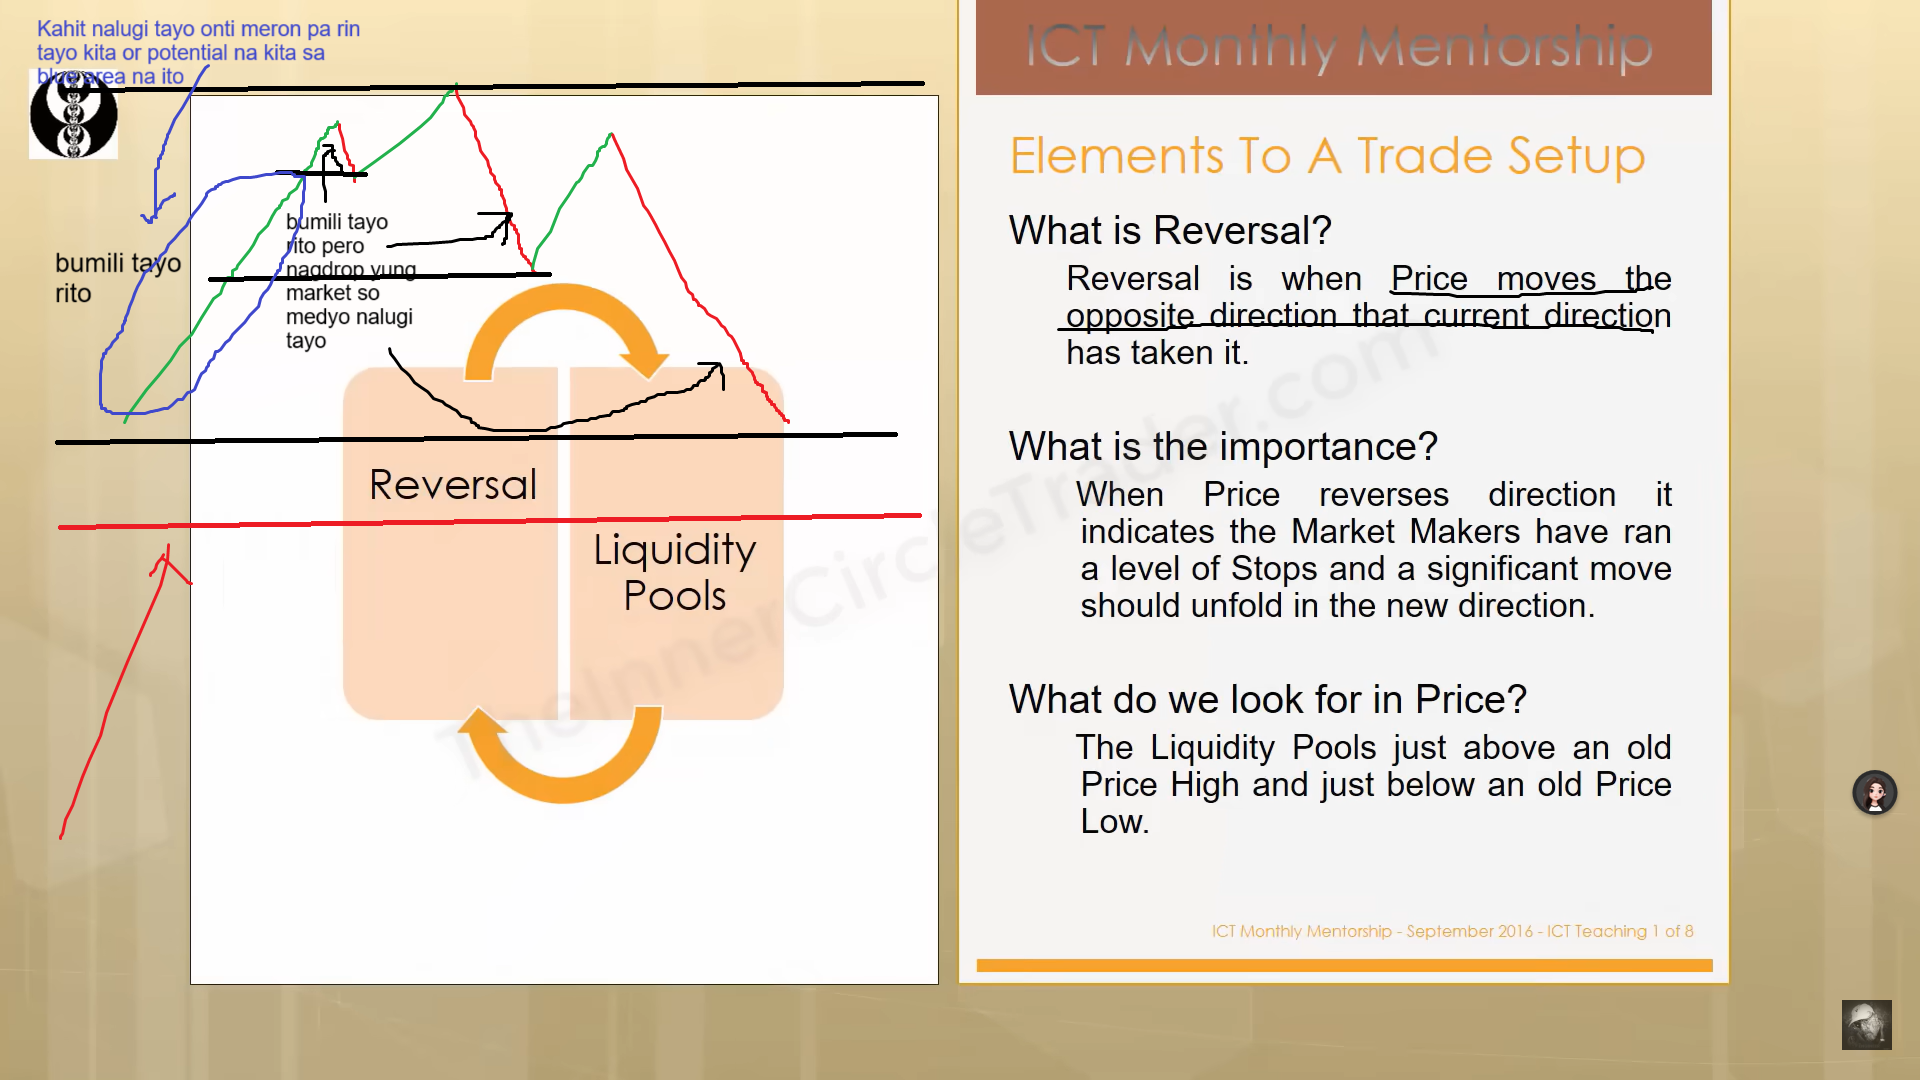 Kahit nalugi tayo onti meron pa rin
tayo kita or potential na kita sa
blue area na ito
bumili tayo
rito
bumili tayo
rito pero
nagdrop yung
market so
medyo nalugi
tayo
Reversal
Liquidity
Pools
TheInnerCircleTrader.com
ICT Monthly Mentorship
Elements To A Trade Setup
What is Reversal?
Reversal is when Price moves the
opposite direction that current direction
has taken it.
What is the importance?
When Price reverses direction it
indicates the Market Makers have ran
a level of Stops and a significant move
should unfold in the new direction.
What do we look for in Price?
The Liquidity Pools just above an old
Price High and just below an old Price
Low.
ICT Monthly Mentorship - September 2016 - ICT Teaching 1 of 8